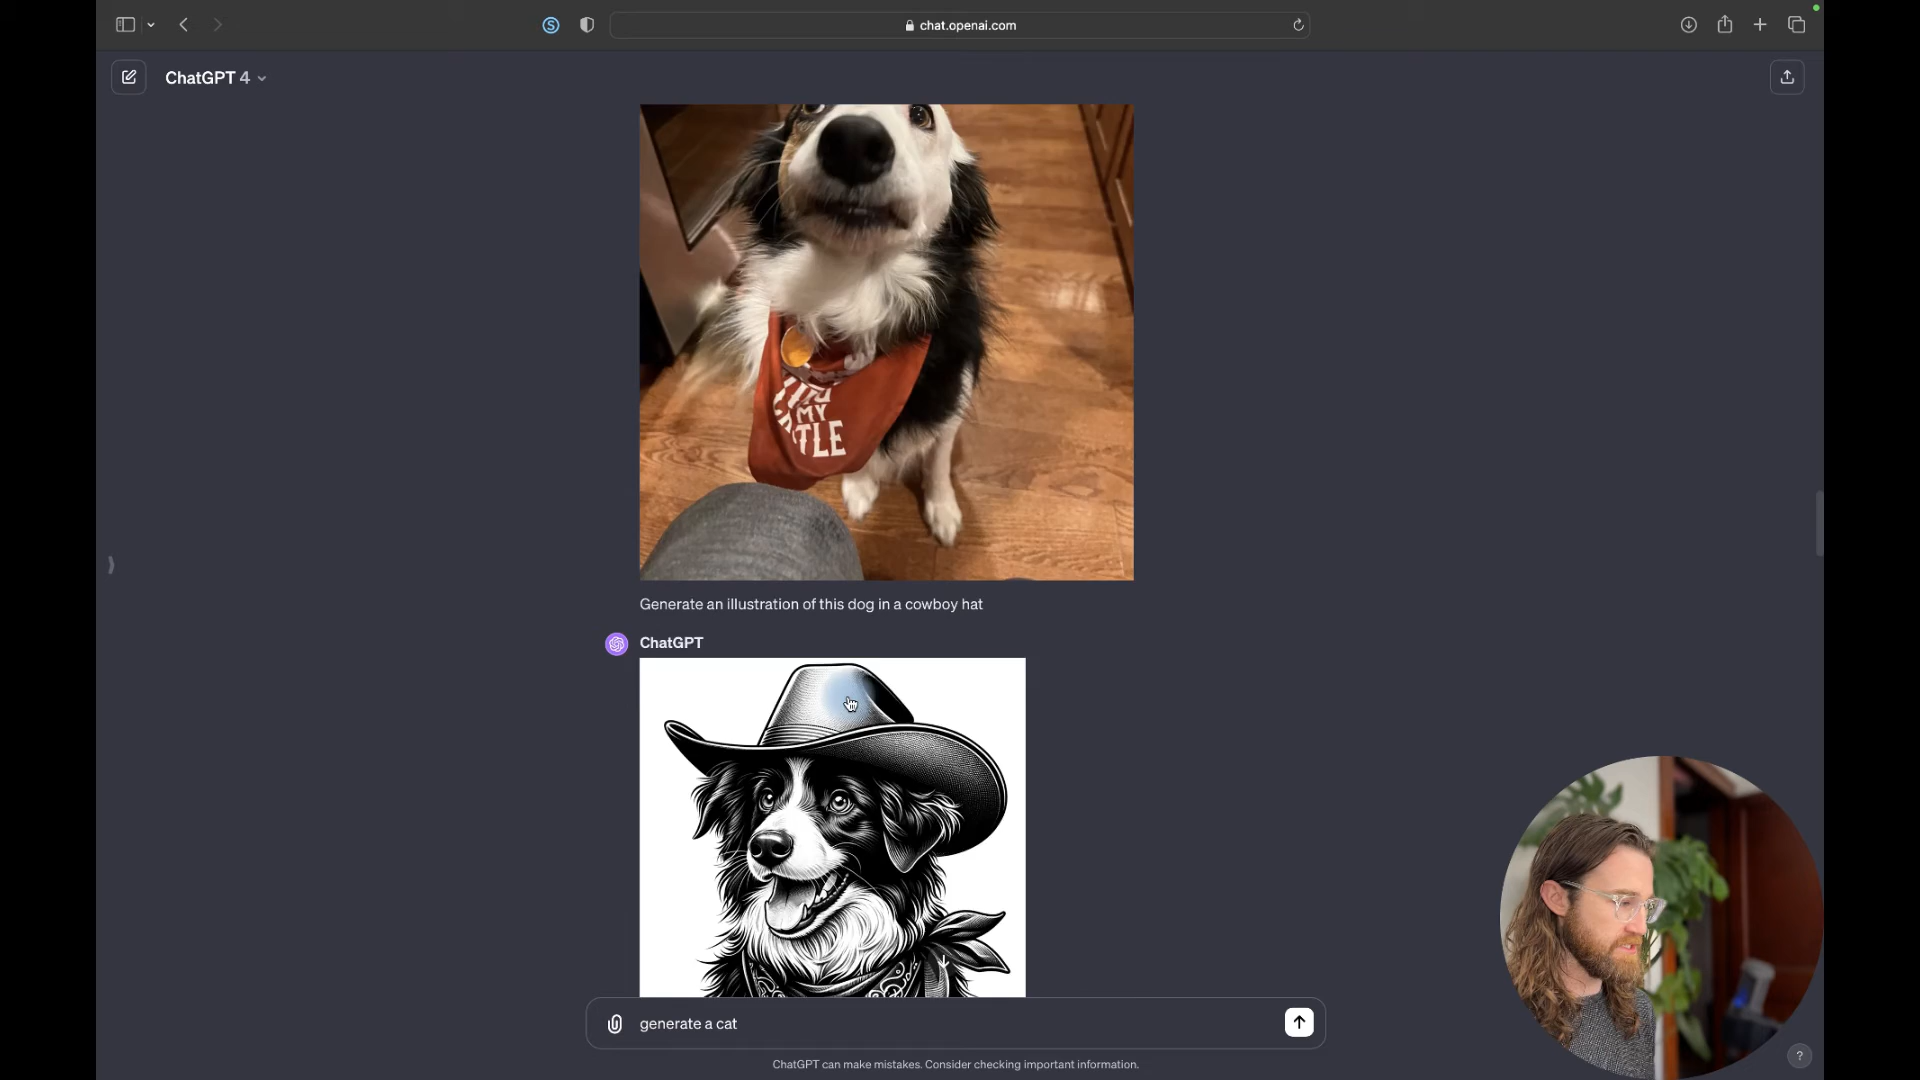 chat.openai.com
ChatGPT 4
MY
Generate an illustration of this dog in a cowboy hat
ChatGPT
generate a cat
ChatGPT can make mistakes. Consider checking important information.
?